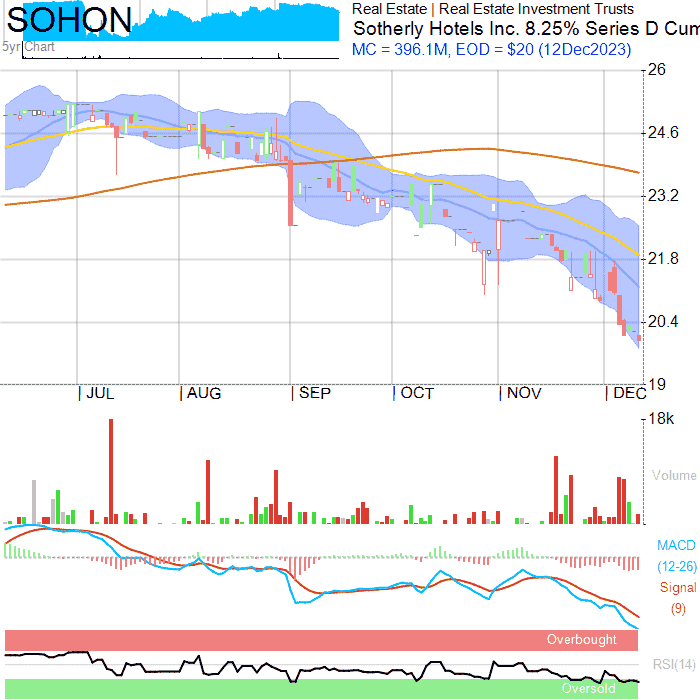 SOHON
5yr Chart
Real Estate | Real Estate Investment Trusts
Sotherly Hotels Inc. 8.25% Series D Cum
MC = 396.1M, EOD = $20 (12Dec2023)
26
24.6
23.2
21.8
20.4
19
JUL AUG SEP OCT NOV DEC
18k
Volume
MACD
(12-26)
Signal
(9)
Overbought
RSI(14)
Oversold